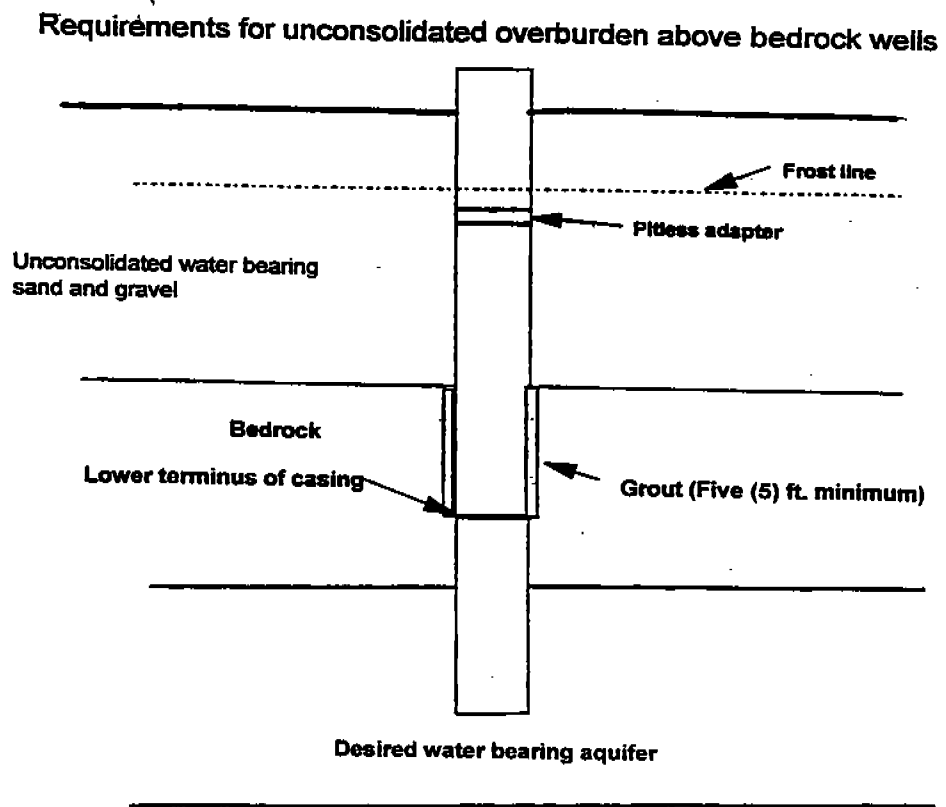 Requirements for unconsolidated overburden above bedrock wells
Frost line
Pitless adapter
Unconsolidated water bearing
sand and gravel
Bedrock
Lower terminus of casing
Grout (Five (5) ft. minimum)
Desired water bearing aquifer